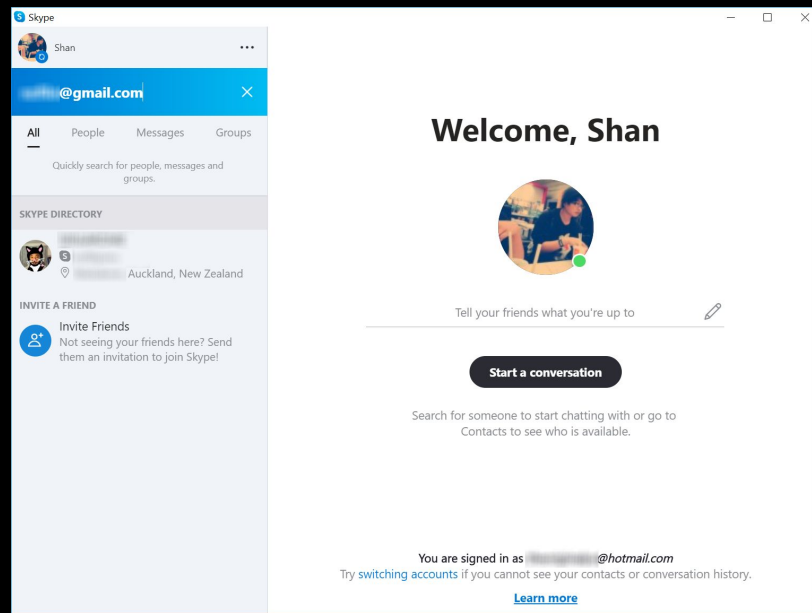 Skype
Shan
@gmail.com
All People Messages Groups
Quickly search for people, messages and
groups.
SKYPE DIRECTORY
Auckland, New Zealand
INVITE A FRIEND
Invite Friends
Not seeing your friends here? Send
them an invitation to join Skype!
Welcome, Shan
Tell your friends what you're up to
Start a conversation
Search for someone to start chatting with or go to
Contacts to see who is available.
You are signed in as @hotmail.com
Try switching accounts if you cannot see your contacts or conversation history.
Learn more